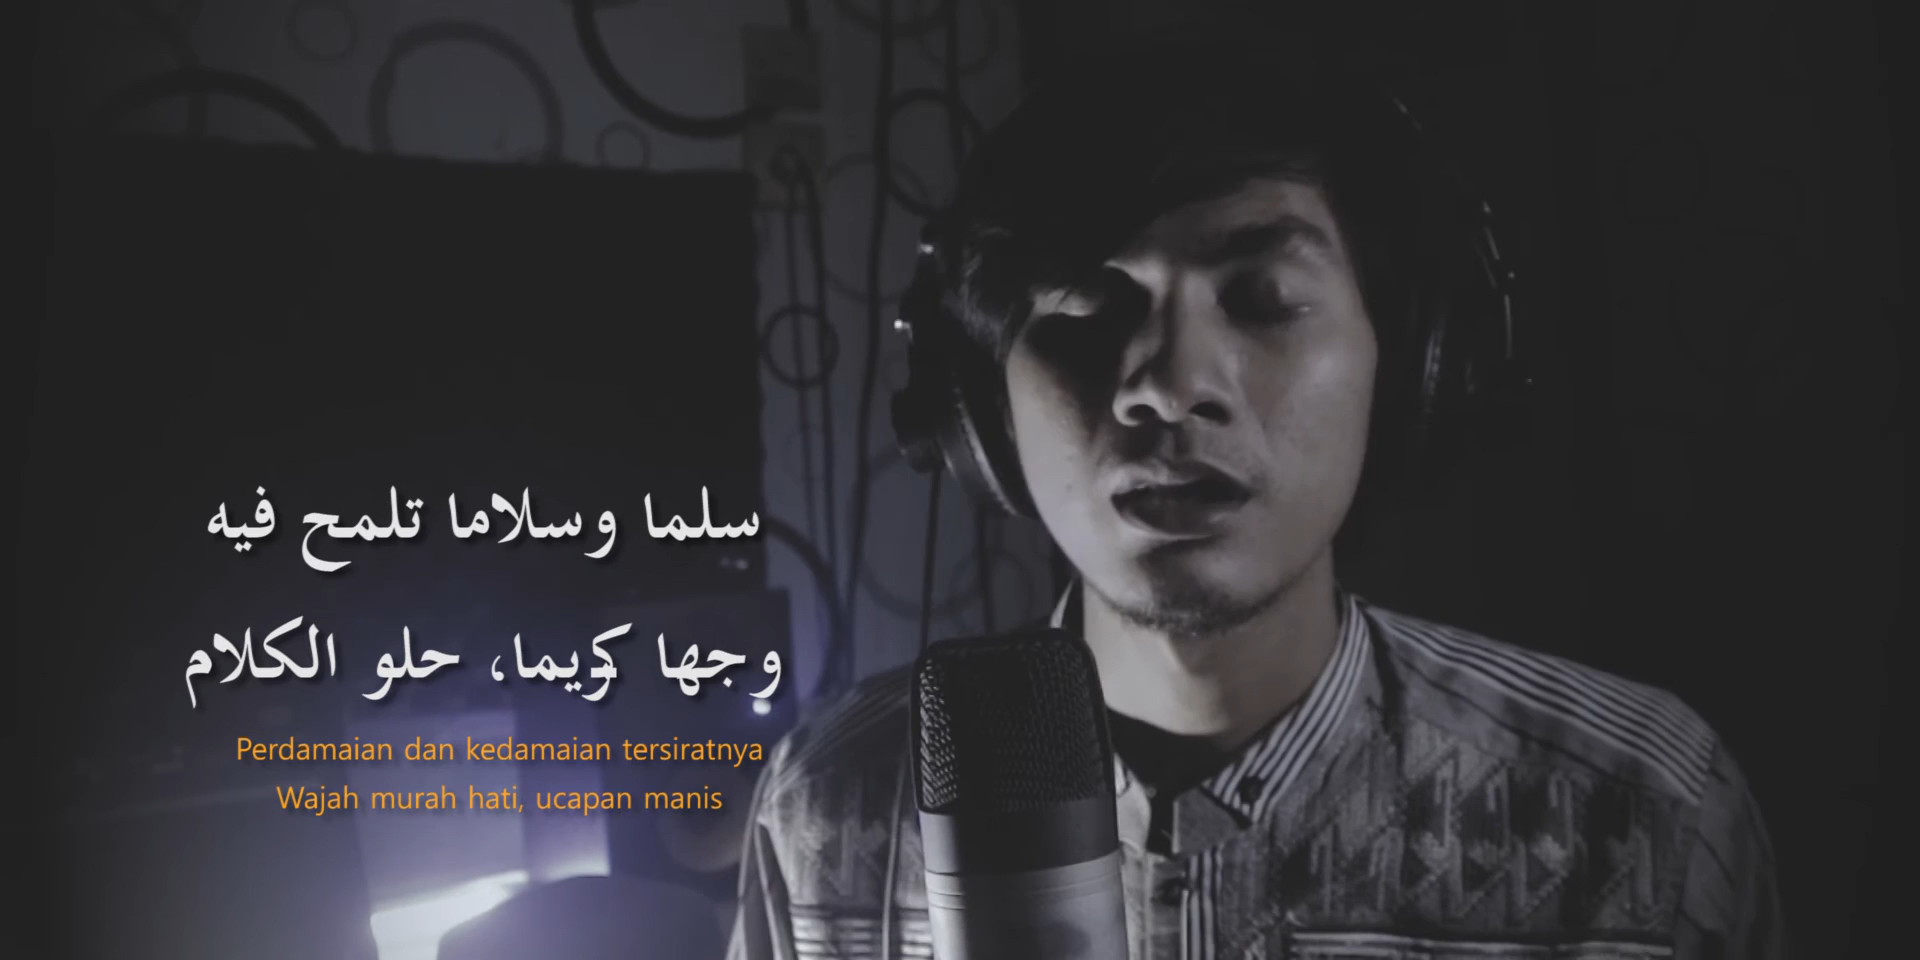 سلما وسلاما تلمح فيه
وجها كريما، حلو الكلام
Perdamaian dan kedamaian tersiratnya
Wajah murah hati, ucapan manis